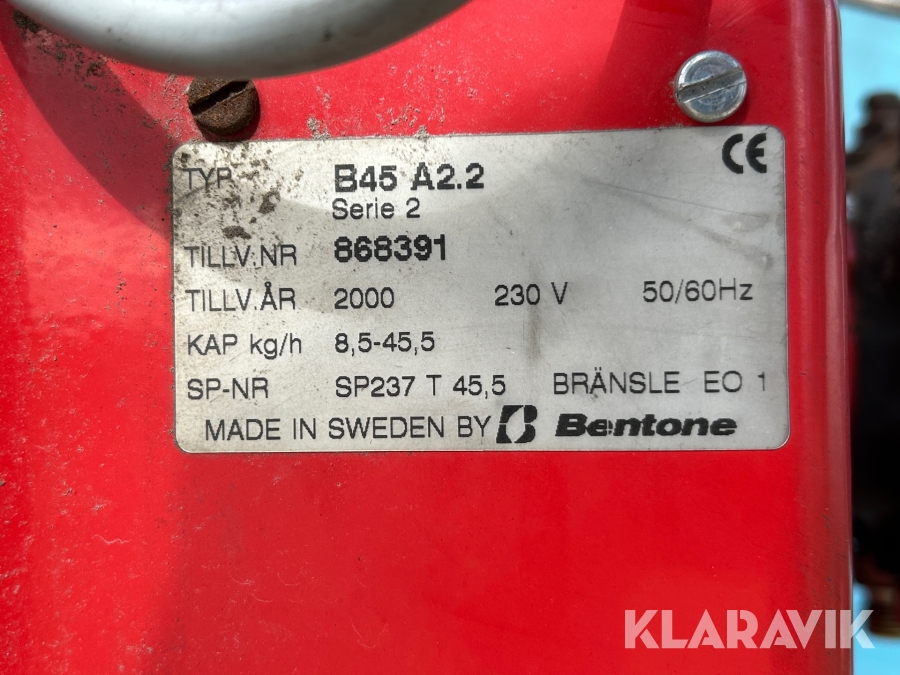 TYP B45 A2.2 CE
Serie 2
TILLV.NR 868391
TILLV.ÅR 2000 230 V 50/60Hz
KAP kg/h 8,5-45,5
SP-NR SP237 T 45,5 BRÄNSLE EO 1
MADE IN SWEDEN BY Bentone
KLARAVIK